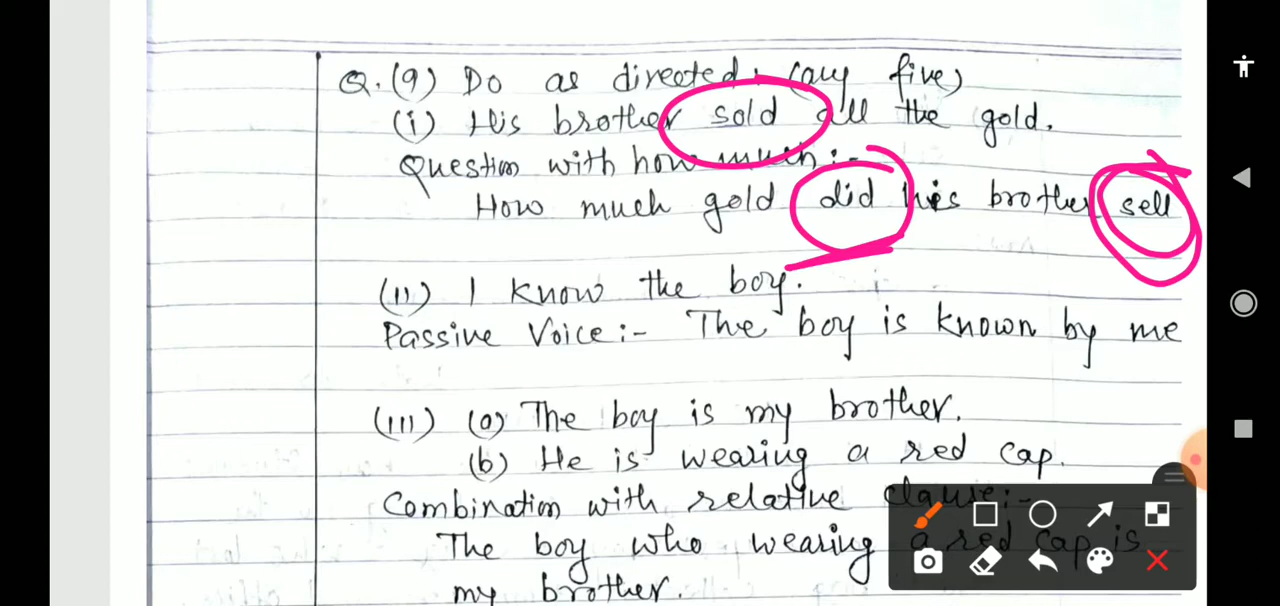 Q. (9) Do as directed. (any five)
(i) His brother sold all the gold.
Question with how much :-
How much gold did his brother sell
(ii) I know the boy.
Passive Voice :- The boy is known by me
(iii) (a) The boy is my brother.
(b) He is wearing a red cap.
Combination with relative clause :-
The boy who wearing a red cap is
my brother.